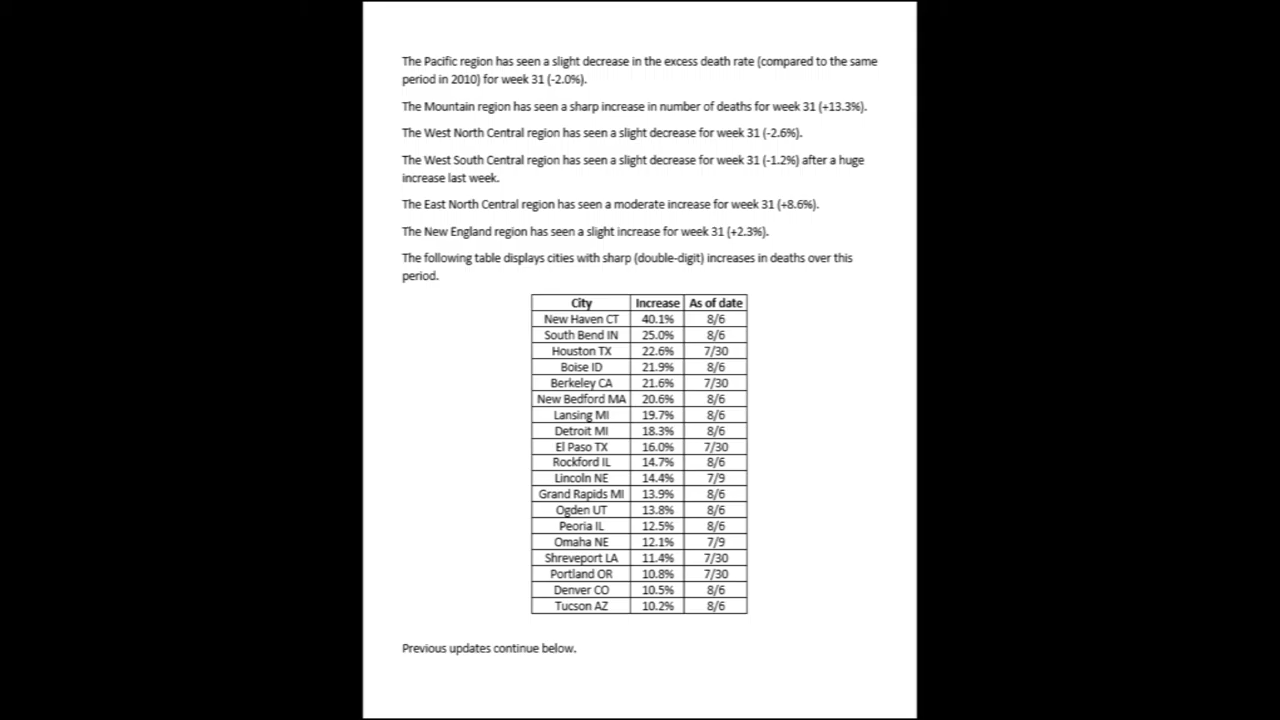 The Pacific region has seen a slight decrease in the excess death rate (compared to the same
period in 2010) for week 31 (-2.0%).
The Mountain region has seen a sharp increase in number of deaths for week 31 (+13.3%).
The West North Central region has seen a slight decrease for week 31 (-2.6%).
The West South Central region has seen a slight decrease for week 31 (-1.2%) after a huge
increase last week.
The East North Central region has seen a moderate increase for week 31 (+8.6%).
The New England region has seen a slight increase for week 31 (+2.3%).
The following table displays cities with sharp (double-digit) increases in deaths over this
period.
City Increase As of date
New Haven CT 40.1% 8/6
South Bend IN 25.0% 8/6
Houston TX 22.6% 7/30
Boise ID 21.9% 8/6
Berkeley CA 21.6% 7/30
New Bedford MA 20.6% 8/6
Lansing MI 19.7% 8/6
Detroit MI 18.3% 8/6
El Paso TX 16.0% 7/30
Rockford IL 14.7% 8/6
Lincoln NE 14.4% 7/9
Grand Rapids MI 13.9% 8/6
Ogden UT 13.8% 8/6
Peoria IL 12.5% 8/6
Omaha NE 12.1% 7/9
Shreveport LA 11.4% 7/30
Portland OR 10.8% 7/30
Denver CO 10.5% 8/6
Tucson AZ 10.2% 8/6
Previous updates continue below.